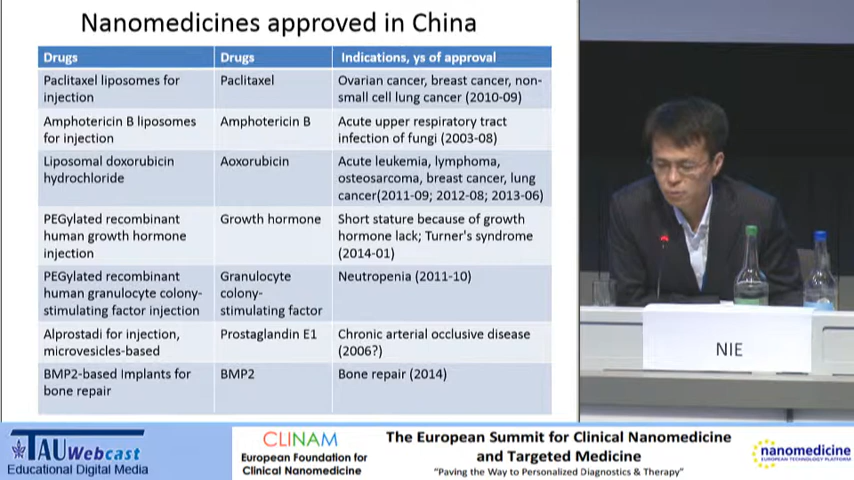 Nanomedicines approved in China
Drugs
Drugs
Indications, ys of approval
Paclitaxel liposomes for
injection
Paclitaxel
Ovarian cancer, breast cancer, non-
small cell lung cancer (2010-09)
Amphotericin B liposomes
for injection
Amphotericin B
Acute upper respiratory tract
infection of fungi (2003-08)
Liposomal doxorubicin
hydrochloride
Aoxorubicin
Acute leukemia, lymphoma,
osteosarcoma, breast cancer, lung
cancer(2011-09; 2012-08; 2013-06)
PEGylated recombinant
human growth hormone
injection
Growth hormone
Short stature because of growth
hormone lack; Turner's syndrome
(2014-01)
PEGylated recombinant
human granulocyte colony-
stimulating factor injection
Granulocyte
colony-
stimulating factor
Neutropenia (2011-10)
Alprostadi for injection,
microvesicles-based
Prostaglandin E1
Chronic arterial occlusive disease
(2006?)
BMP2-based Implants for
bone repair
BMP2
Bone repair (2014)
NIE
TAU Webcast
Educational Digital Media
CLINAM
European Foundation for
Clinical Nanomedicine
The European Summit for Clinical Nanomedicine
and Targeted Medicine
"Paving the Way to Personalized Diagnostics & Therapy"
nanomedicine
EUROPEAN TECHNOLOGY PLATFORM